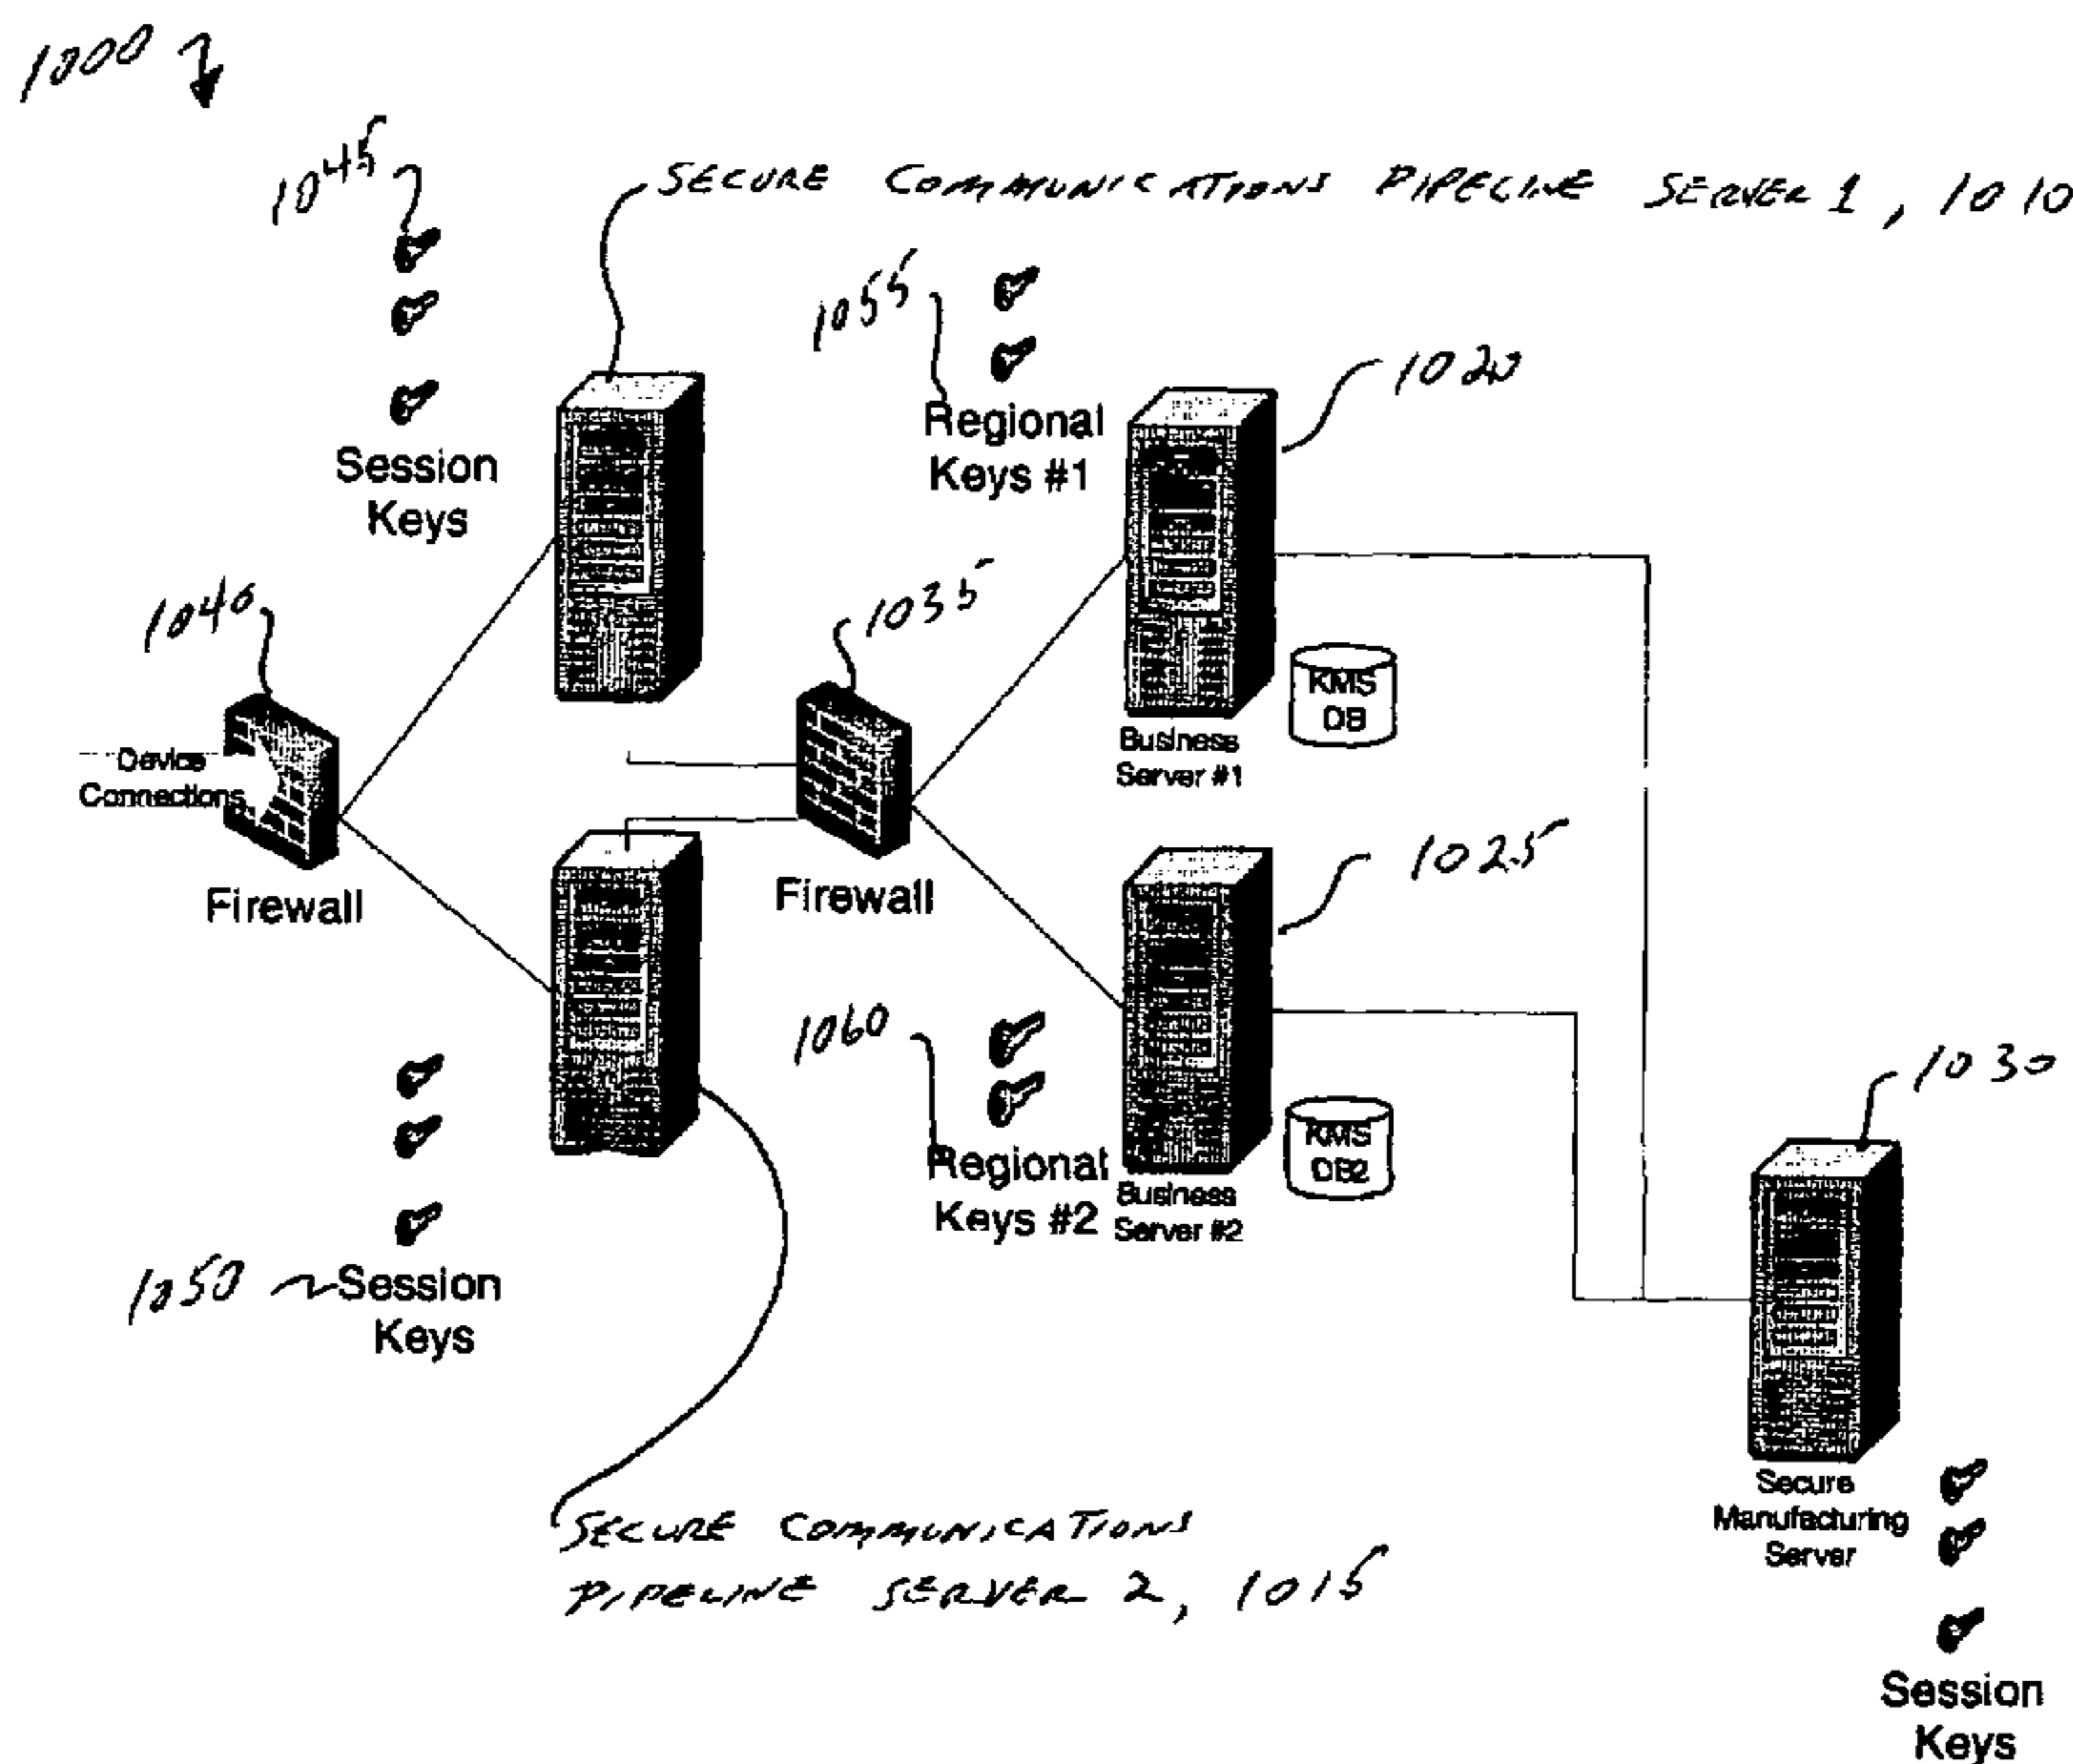 1000
1045
SECURE COMMUNICATIONS PIPELINE SERVER 1, 1010
Session
Keys
1055
Regional
Keys #1
1020
1040
1035
Device
Connections
Firewall
Firewall
KMS
DB
Business
Server #1
1025
1060
Regional
Keys #2
KMS
DB2
Business
Server #2
1030
1050
Session
Keys
SECURE COMMUNICATIONS
PIPELINE SERVER 2, 1015
Secure
Manufacturing
Server
Session
Keys